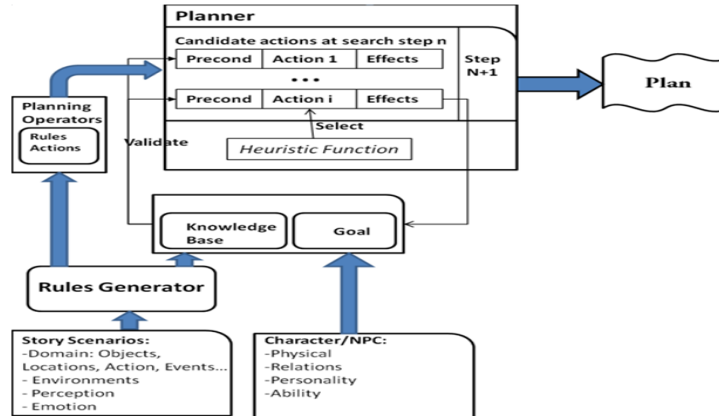 Planner
Candidate actions at search step n
Precond Action 1 Effects
...
Precond Action i Effects
Step
N+1
Select
Heuristic Function
Plan
Planning
Operators
Rules
Actions
Validate
Knowledge
Base
Goal
Rules Generator
Story Scenarios:
-Domain: Objects,
Locations, Action, Events...
- Environments
- Perception
- Emotion
Character/NPC:
-Physical
-Relations
-Personality
-Ability